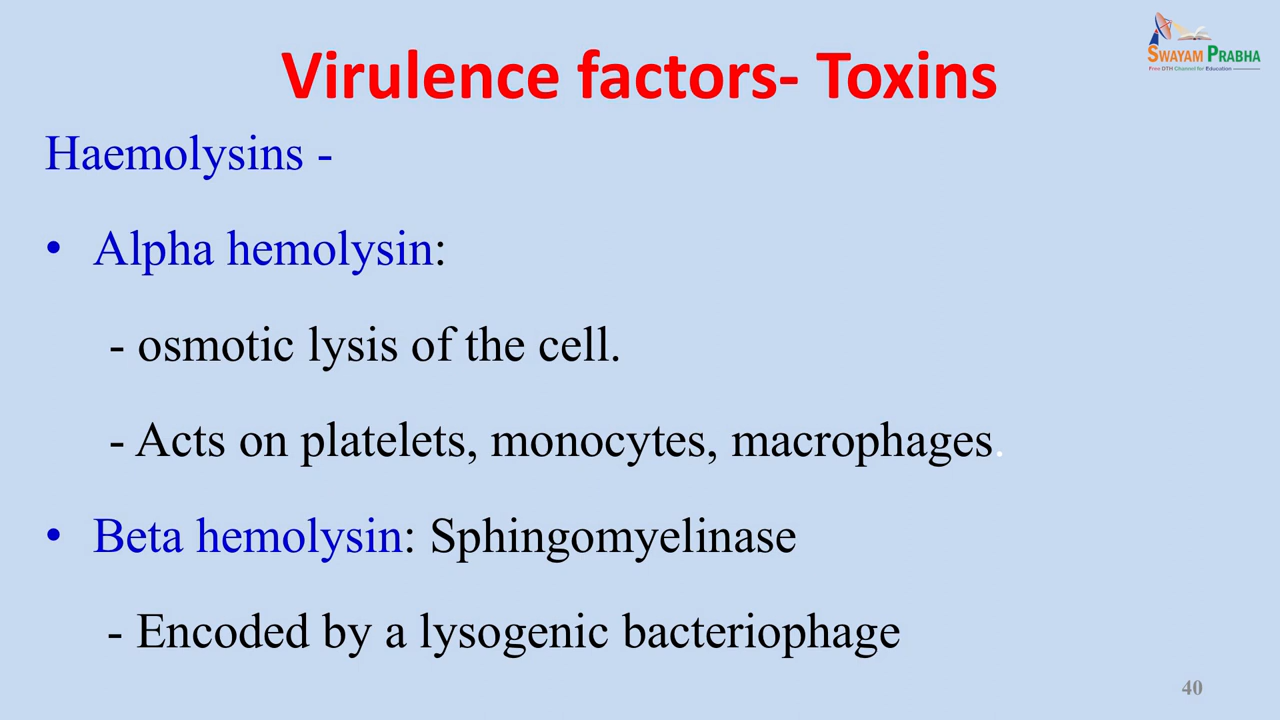 SWAYAM PRABHA
Free DTH Channel for Education
Virulence factors- Toxins
Haemolysins -
• Alpha hemolysin:
- osmotic lysis of the cell.
- Acts on platelets, monocytes, macrophages.
• Beta hemolysin: Sphingomyelinase
- Encoded by a lysogenic bacteriophage
40